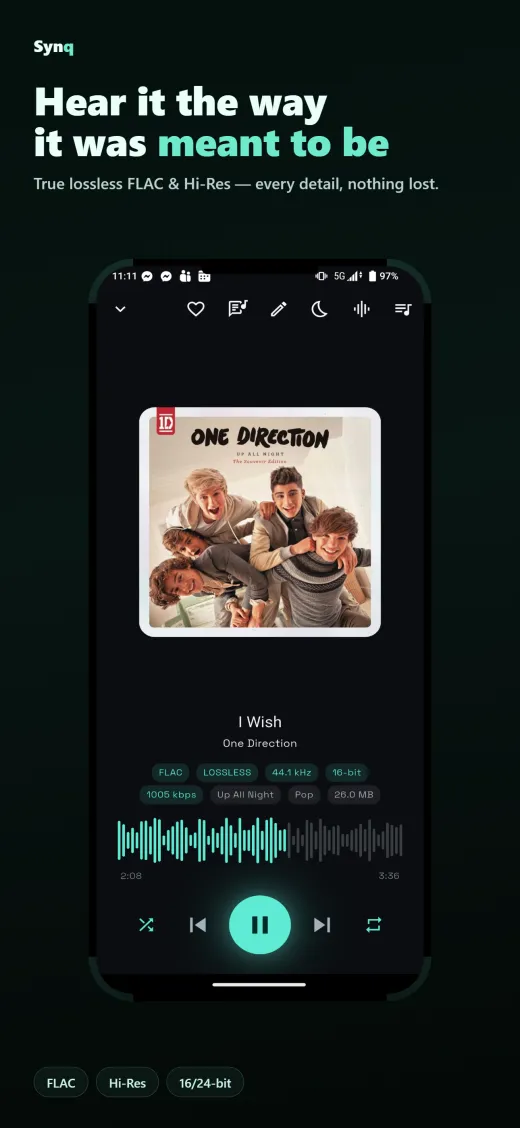 Synq
Hear it the way
it was meant to be
True lossless FLAC & Hi-Res — every detail, nothing lost.
11:11 5G 97%
1D
ONE DIRECTION
UP ALL NIGHT
The Souvenir Edition
I Wish
One Direction
FLAC LOSSLESS 44.1 kHz 16-bit
1005 kbps Up All Night Pop 26.0 MB
2:08 3:36
FLAC Hi-Res 16/24-bit